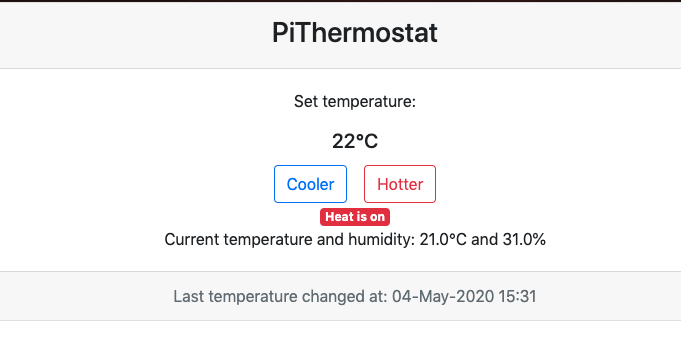 PiThermostat
Set temperature:
22°C
Cooler Hotter
Heat is on
Current temperature and humidity: 21.0°C and 31.0%
Last temperature changed at: 04-May-2020 15:31